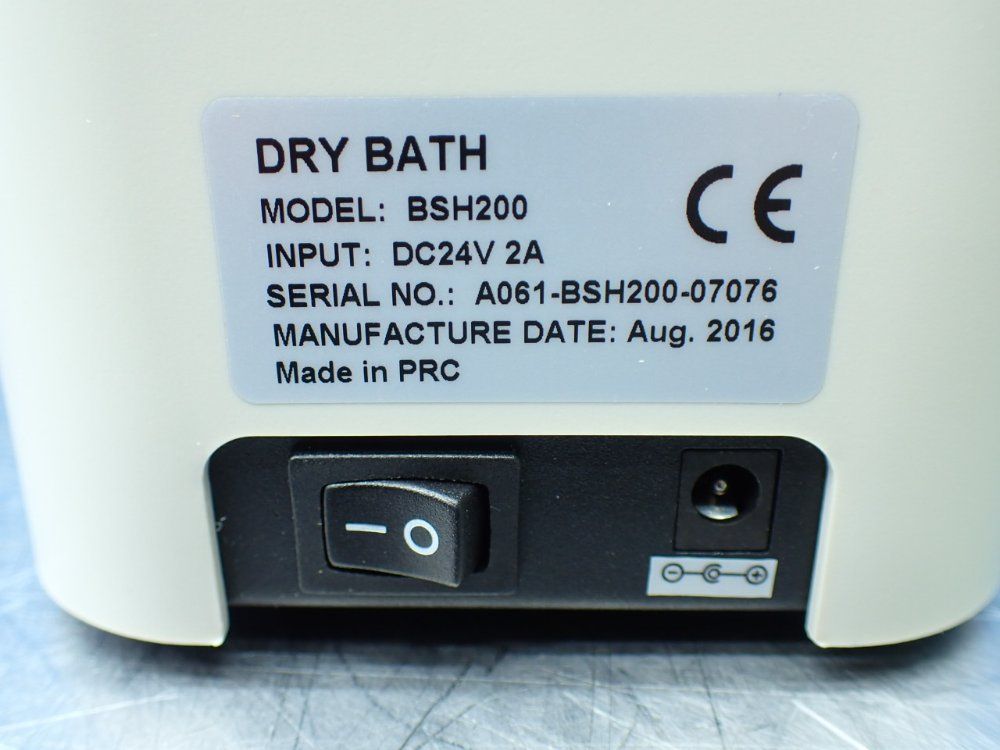 DRY BATH
CE
MODEL: BSH200
INPUT: DC24V 2A
SERIAL NO.: A061-BSH200-07076
MANUFACTURE DATE: Aug. 2016
Made in PRC
I O